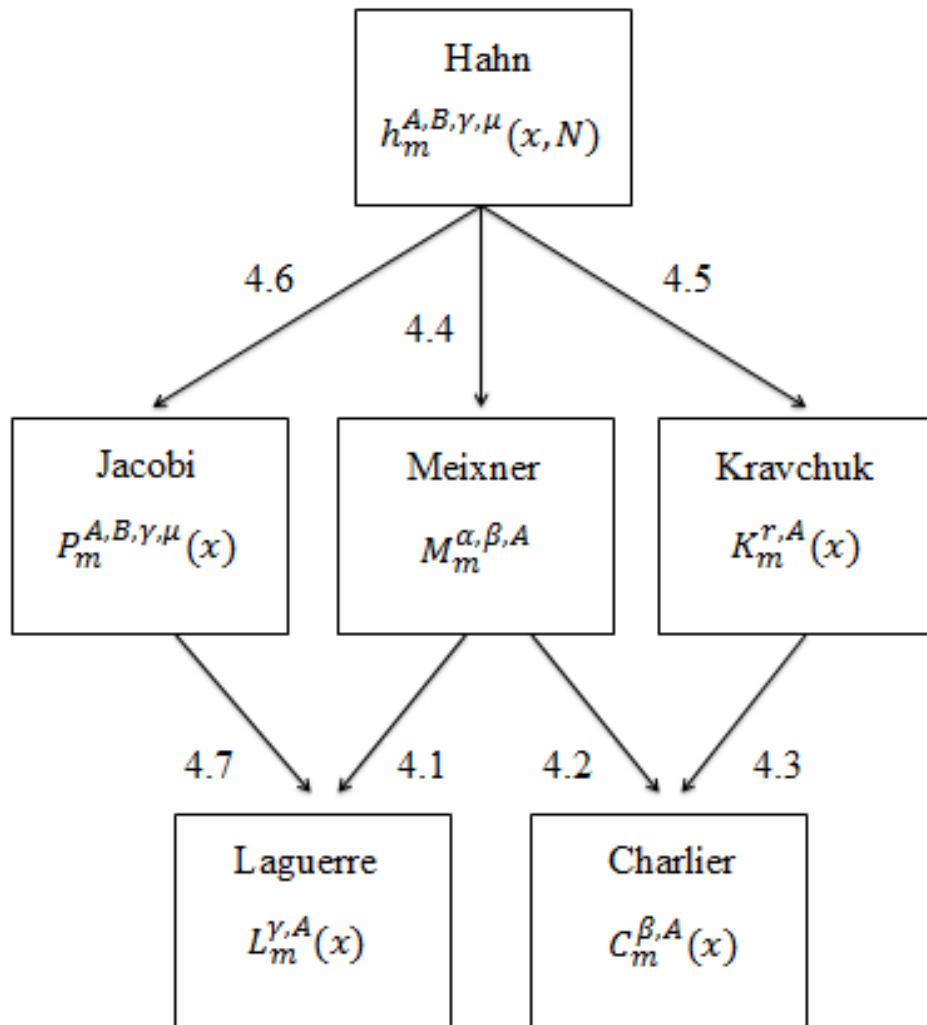 Hahn
h_m^{A,B,γ,μ}(x,N)
4.6
4.5
4.4
Jacobi
P_m^{A,B,γ,μ}(x)
Meixner
M_m^{α,β,A}
Kravchuk
K_m^{r,A}(x)
4.7
4.1
4.2
4.3
Laguerre
L_m^{γ,A}(x)
Charlier
C_m^{β,A}(x)